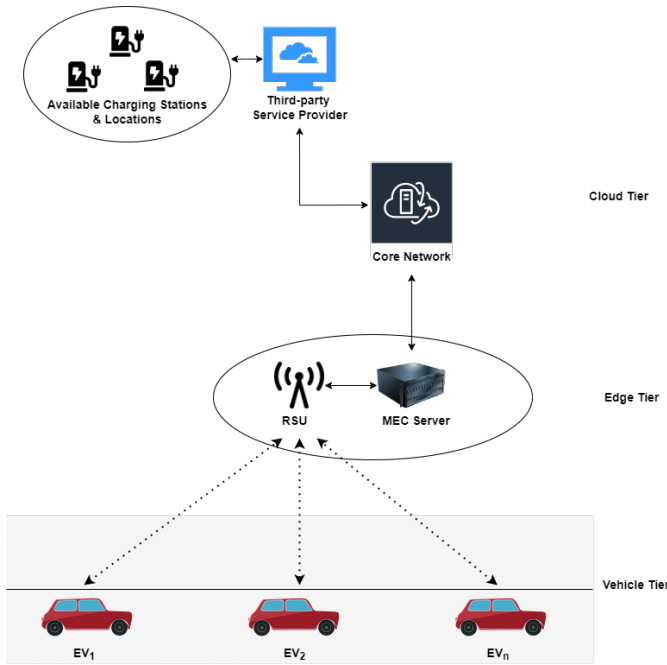 Available Charging Stations
& Locations
Third-party
Service Provider
Cloud Tier
Core Network
Edge Tier
RSU
MEC Server
Vehicle Tier
EV₁
EV₂
EVₙ